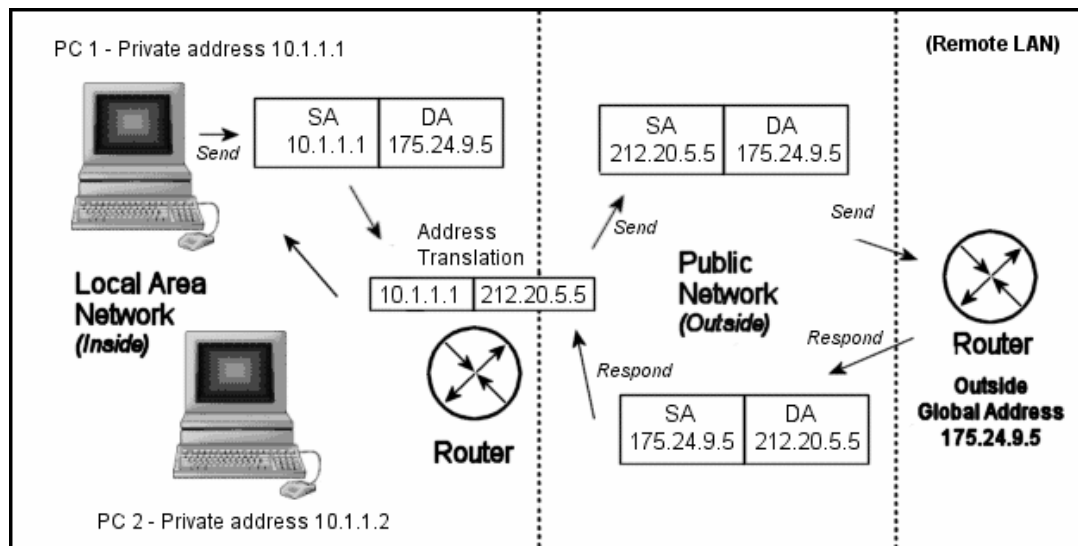 PC 1 - Private address 10.1.1.1
Send
SA
10.1.1.1
DA
175.24.9.5
Address
Translation
10.1.1.1
212.20.5.5
Local Area
Network
(Inside)
Router
PC 2 - Private address 10.1.1.2
SA
212.20.5.5
DA
175.24.9.5
Send
Send
Public
Network
(Outside)
Respond
Respond
SA
175.24.9.5
DA
212.20.5.5
(Remote LAN)
Router
Outside
Global Address
175.24.9.5